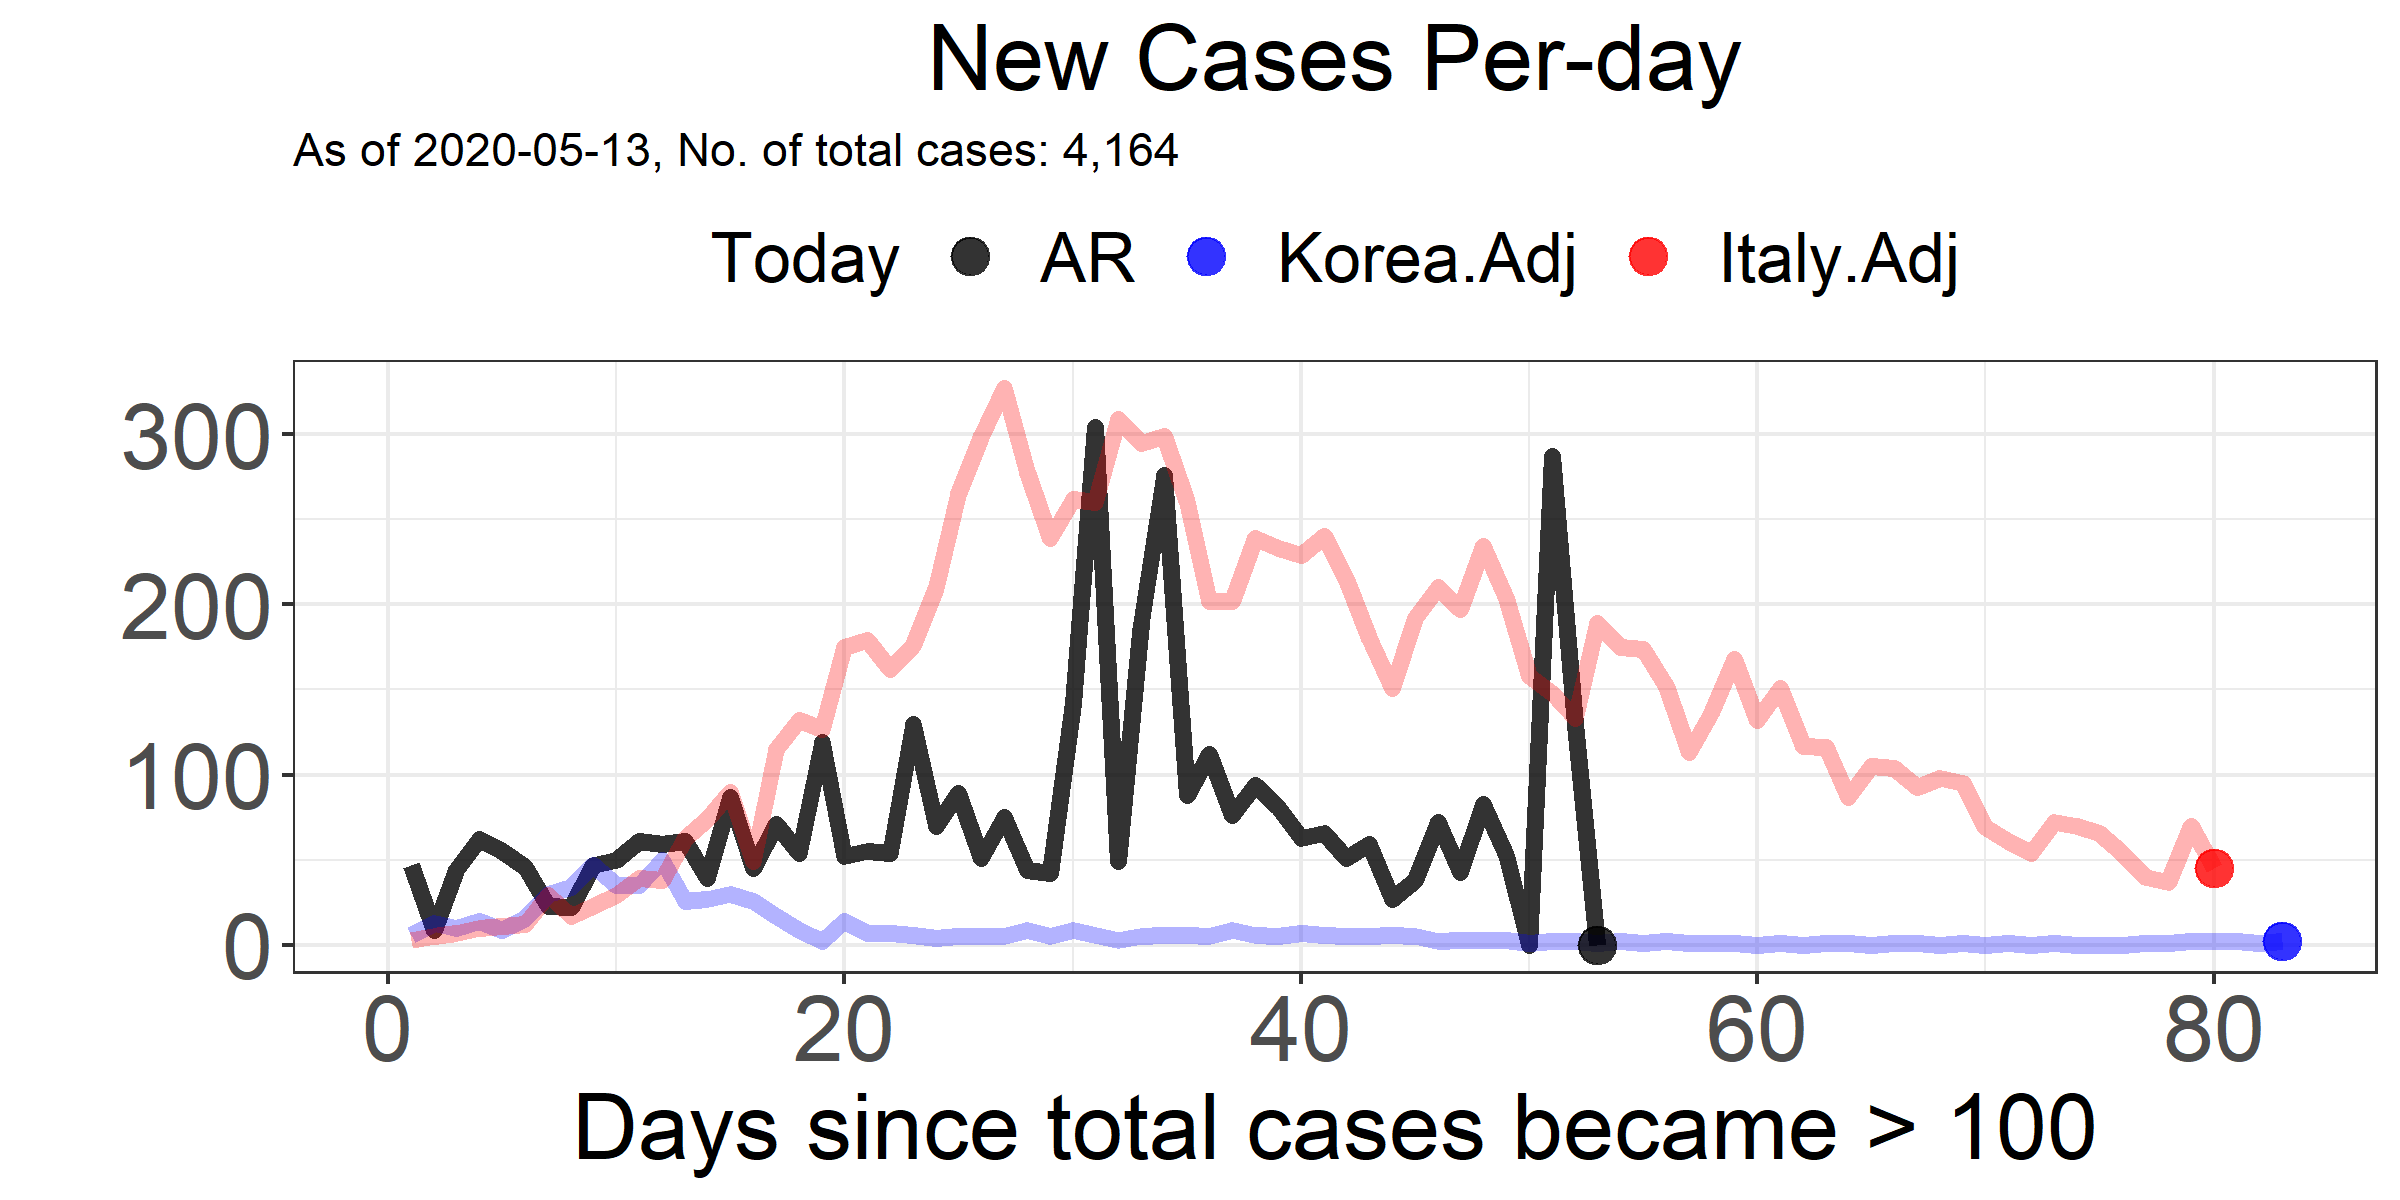 New Cases Per-day
As of 2020-05-13, No. of total cases: 4,164
Today AR Korea.Adj Italy.Adj
300
200
100
0
0 20 40 60 80
Days since total cases became > 100